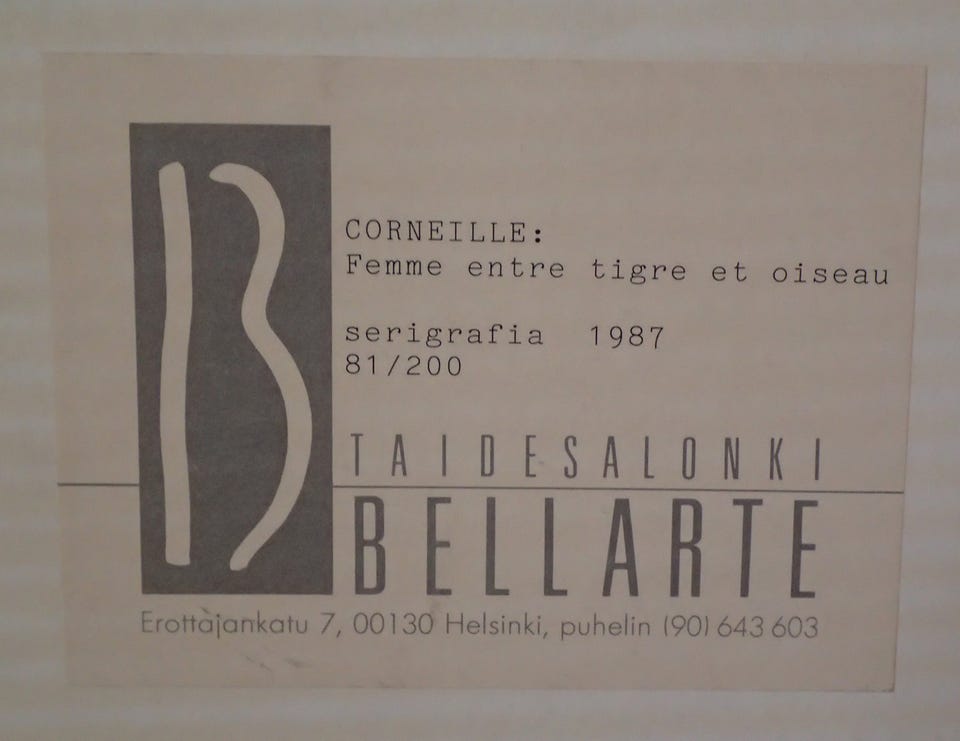 B
CORNEILLE:
Femme entre tigre et oiseau
serigrafia 1987
81/200
TAIDESALONKI
BELLARTE
Erottajankatu 7, 00130 Helsinki, puhelin (90) 643 603